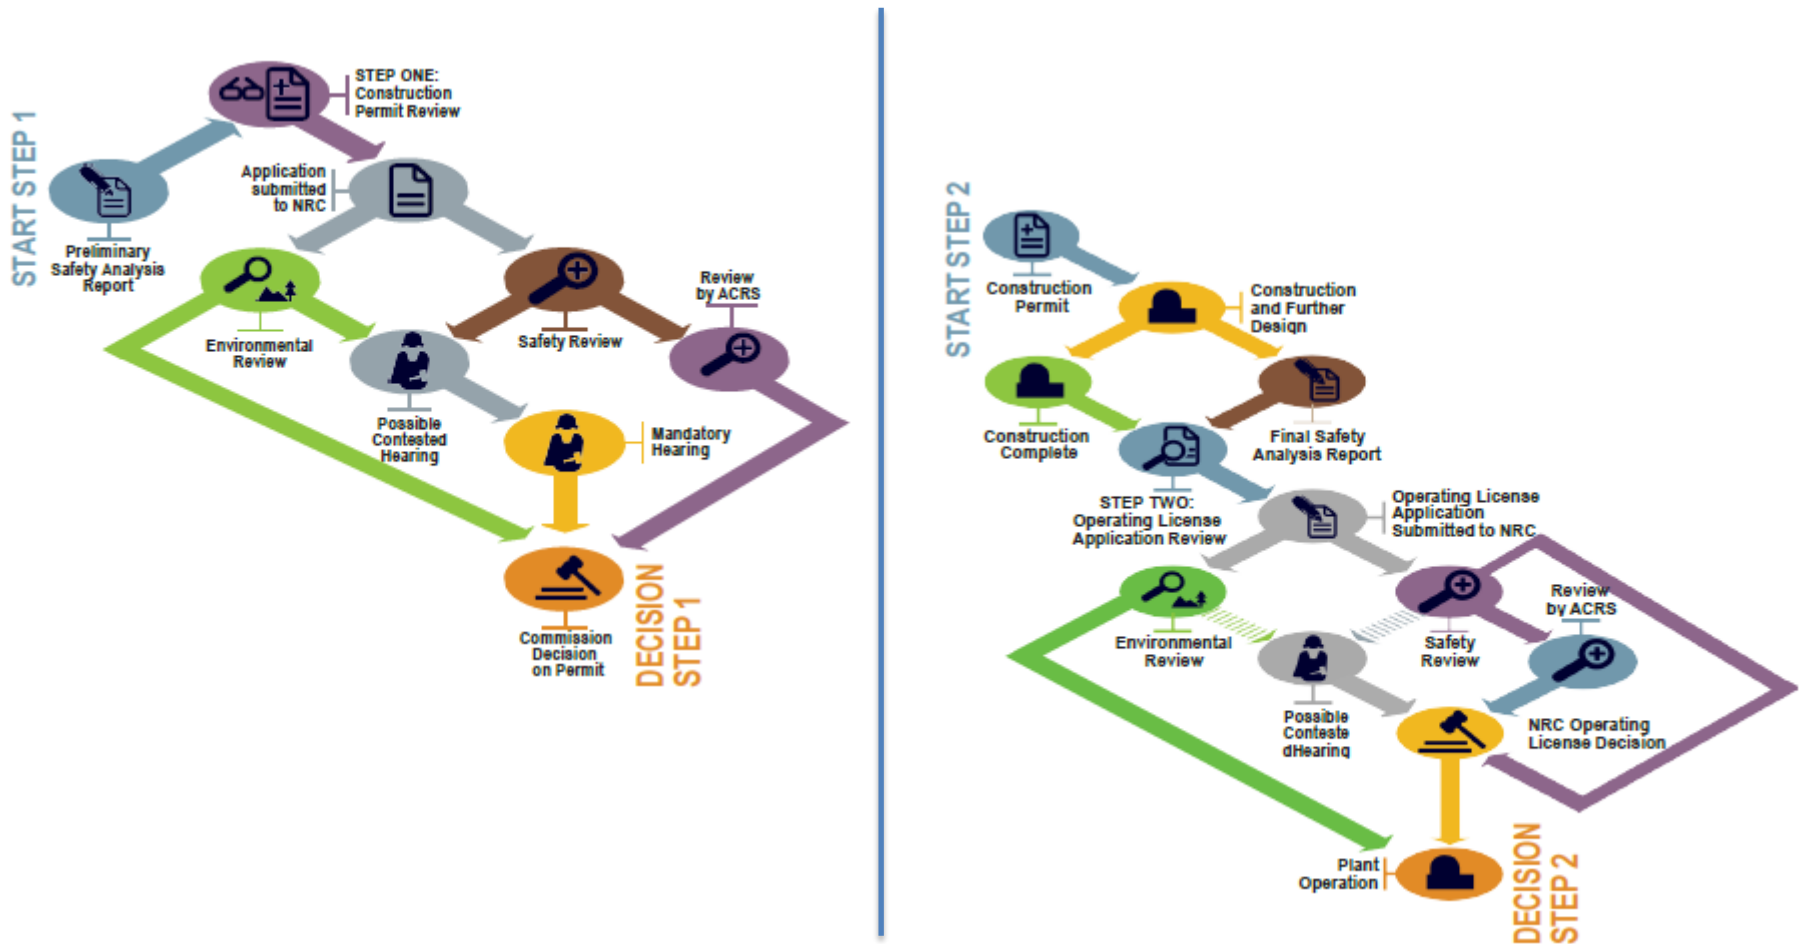 START STEP 1
STEP ONE:
Construction
Permit Review
Application
submitted
to NRC
Preliminary
Safety Analysis
Report
Environmental
Review
Safety Review
Review
by ACRS
Possible
Contested
Hearing
Mandatory
Hearing
Commission
Decision
on Permit
DECISION
STEP 1
START STEP 2
Construction
Permit
Construction
and Further
Design
Construction
Complete
Final Safety
Analysis Report
STEP TWO:
Operating License
Application Review
Operating License
Application
Submitted to NRC
Environmental
Review
Safety
Review
Review
by ACRS
Possible
Conteste
dHearing
NRC Operating
License Decision
Plant
Operation
DECISION
STEP 2